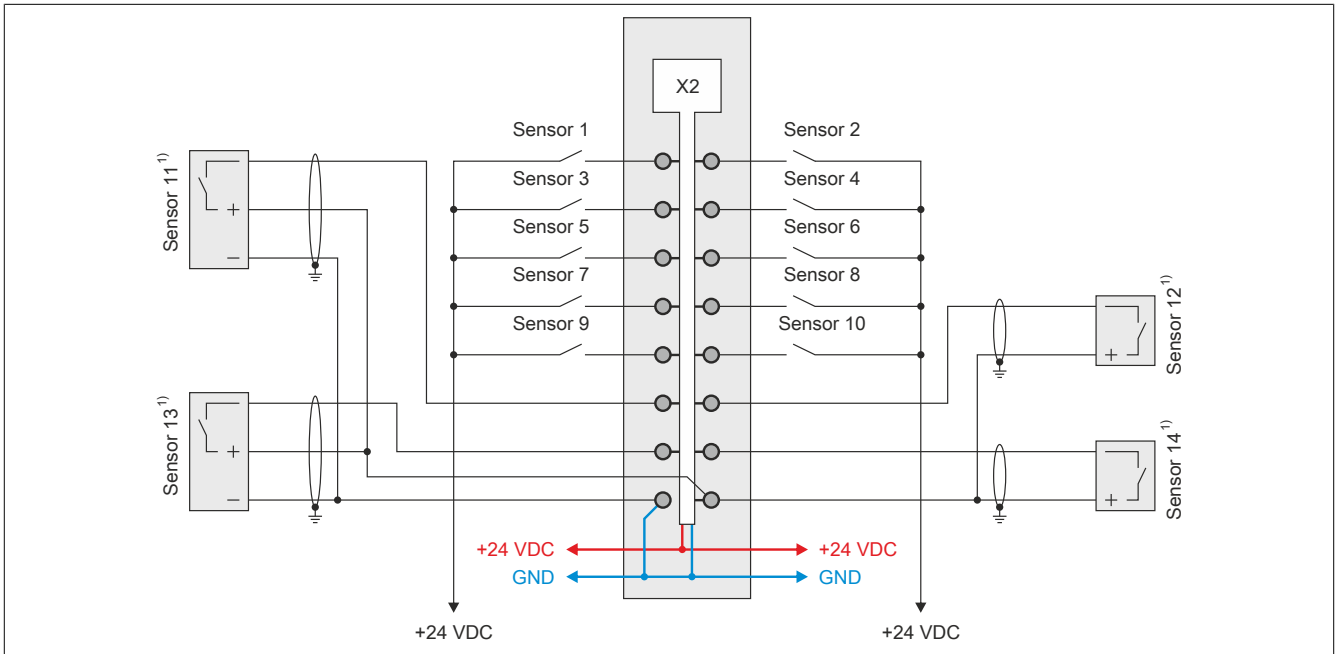 X2
Sensor 1
Sensor 2
Sensor 3
Sensor 4
Sensor 5
Sensor 6
Sensor 7
Sensor 8
Sensor 9
Sensor 10
Sensor 11 1)
+
−
Sensor 12 1)
+
Sensor 13 1)
+
−
Sensor 14 1)
+
+24 VDC
+24 VDC
GND
GND
+24 VDC
+24 VDC